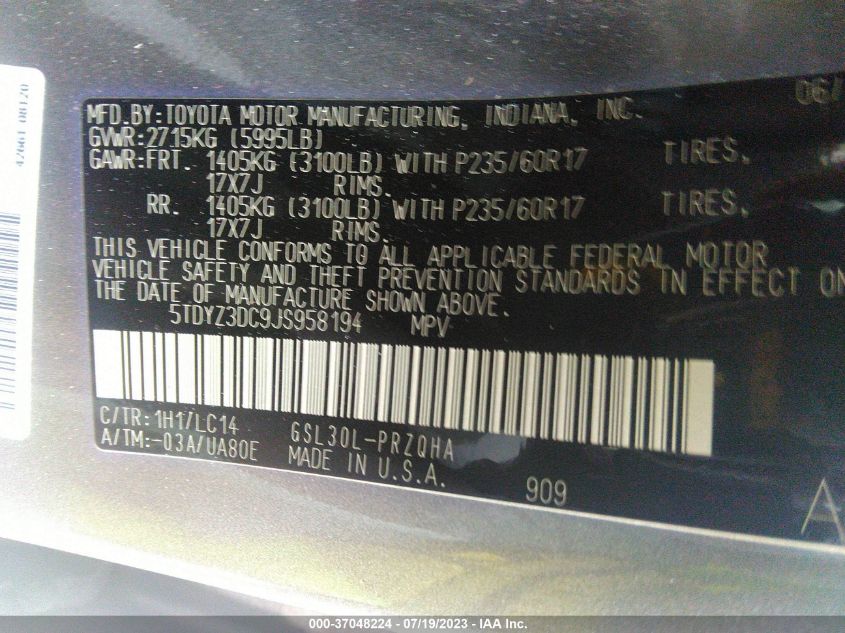 42661 08120
06/
MFD.BY:TOYOTA MOTOR MANUFACTURING, INDIANA, INC.
GVWR:2715KG (5995LB)
GAWR:FRT. 1405KG (3100LB) WITH P235/60R17 TIRES,
17X7J RIMS.
RR. 1405KG (3100LB) WITH P235/60R17 TIRES,
17X7J RIMS.
THIS VEHICLE CONFORMS TO ALL APPLICABLE FEDERAL MOTOR
VEHICLE SAFETY AND THEFT PREVENTION STANDARDS IN EFFECT ON
THE DATE OF MANUFACTURE SHOWN ABOVE.
5TDYZ3DC9JS958194 MPV
C/TR: 1H1/LC14 GSL30L-PRZQHA
A/TM:-03A/UA80E MADE IN U.S.A.
909
A
000-37048224 - 07/19/2023 - IAA Inc.